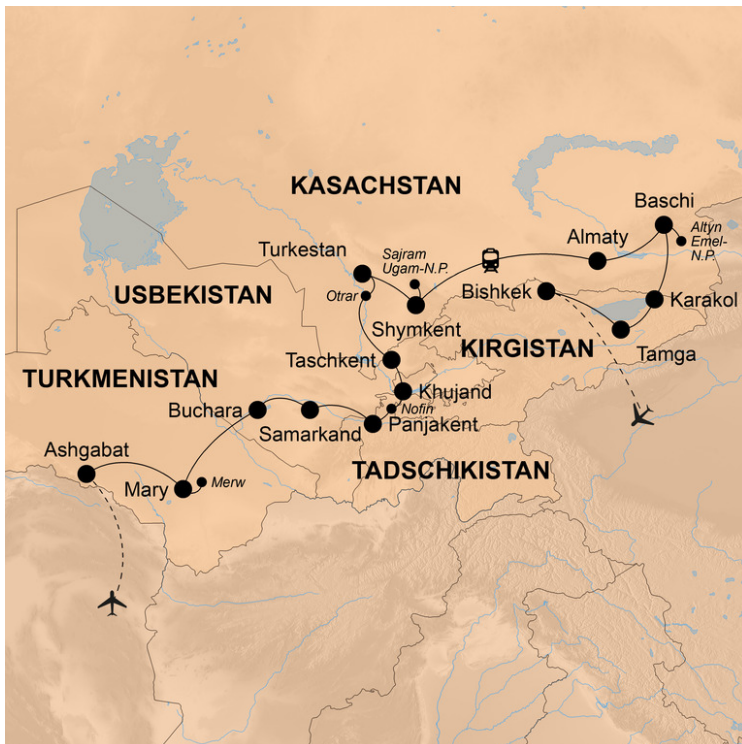 KASACHSTAN
Baschi
Altyn
Emel-
N.P.
Almaty
Sajram
Ugam-N.P.
Turkestan
Bishkek
Otrar
USBEKISTAN
Karakol
Shymkent
KIRGISTAN
Tamga
Taschkent
TURKMENISTAN
Khujand
Nofin
Buchara
Samarkand
Panjakent
Ashgabat
TADSCHIKISTAN
Mary
Merw